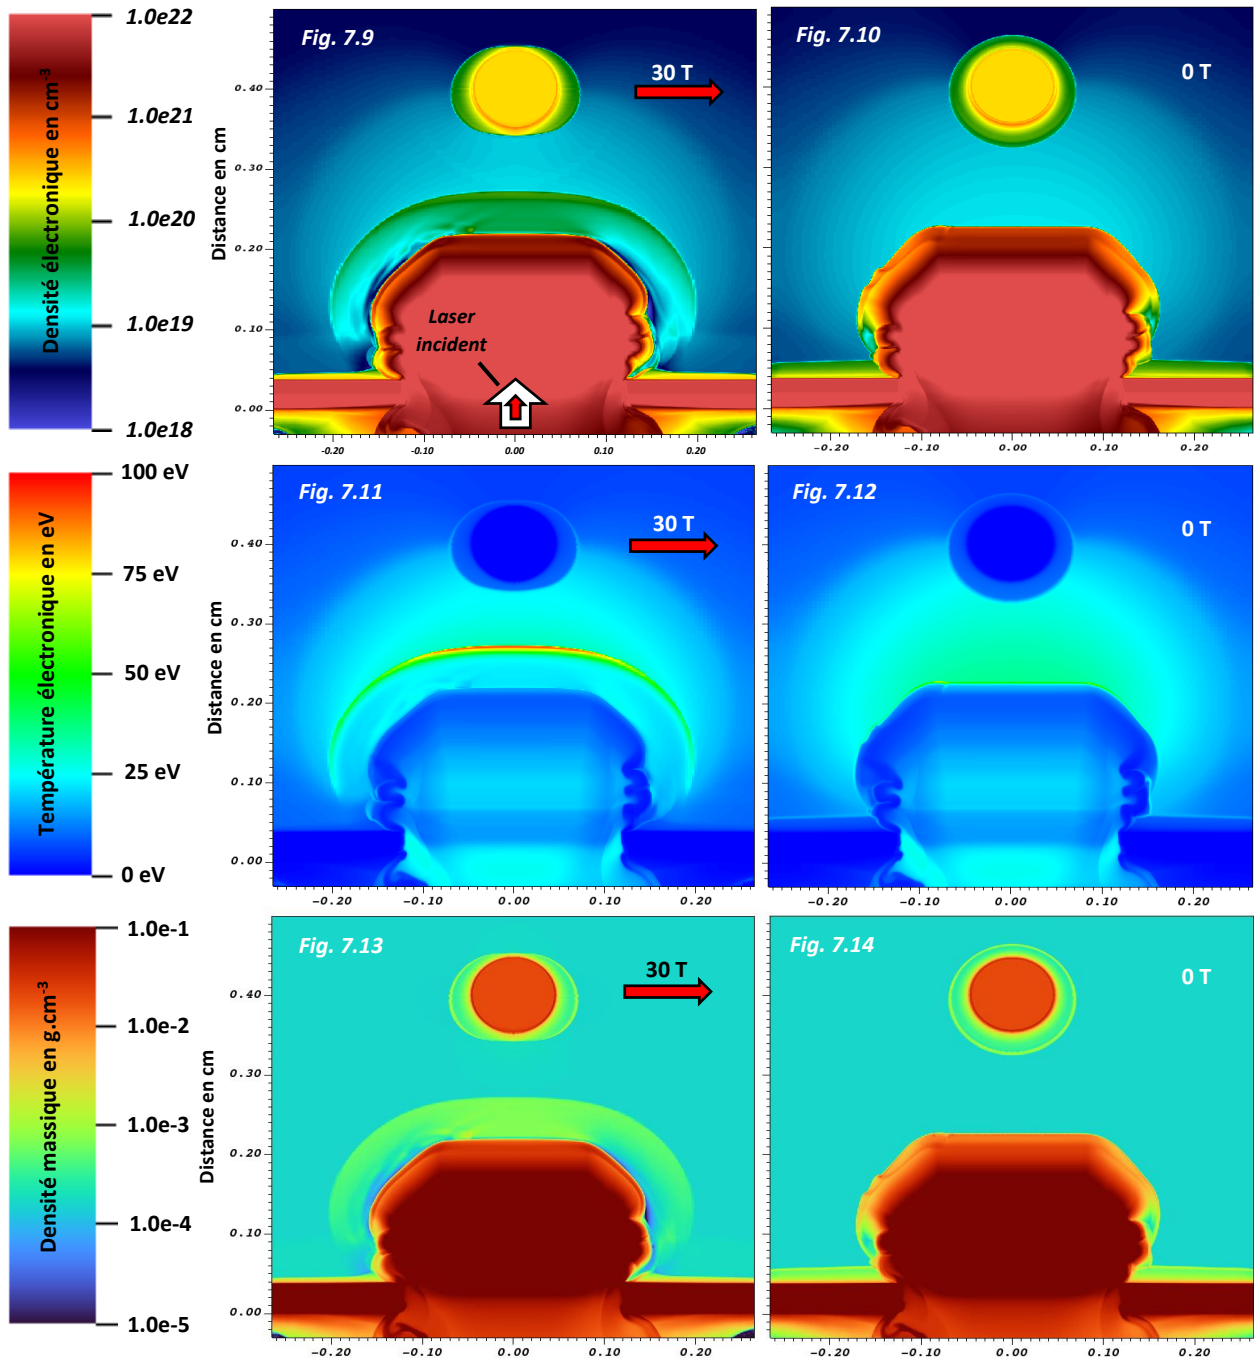 1.0e22
1.0e21
1.0e20
1.0e19
1.0e18
Densité électronique en cm-3
Distance en cm
Fig. 7.9
30 T
0.40
0.30
0.20
0.10
0.00
Laser
incident
-0.20 -0.10 0.00 0.10 0.20
Fig. 7.10
0 T
-0.20 -0.10 0.00 0.10 0.20
100 eV
75 eV
50 eV
25 eV
0 eV
Température électronique en eV
Distance en cm
Fig. 7.11
30 T
0.40
0.30
0.20
0.10
0.00
-0.20 -0.10 0.00 0.10 0.20
Fig. 7.12
0 T
-0.20 -0.10 0.00 0.10 0.20
1.0e-1
1.0e-2
1.0e-3
1.0e-4
1.0e-5
Densité massique en g.cm-3
Distance en cm
Fig. 7.13
30 T
0.40
0.30
0.20
0.10
0.00
-0.20 -0.10 0.00 0.10 0.20
Fig. 7.14
0 T
-0.20 -0.10 0.00 0.10 0.20